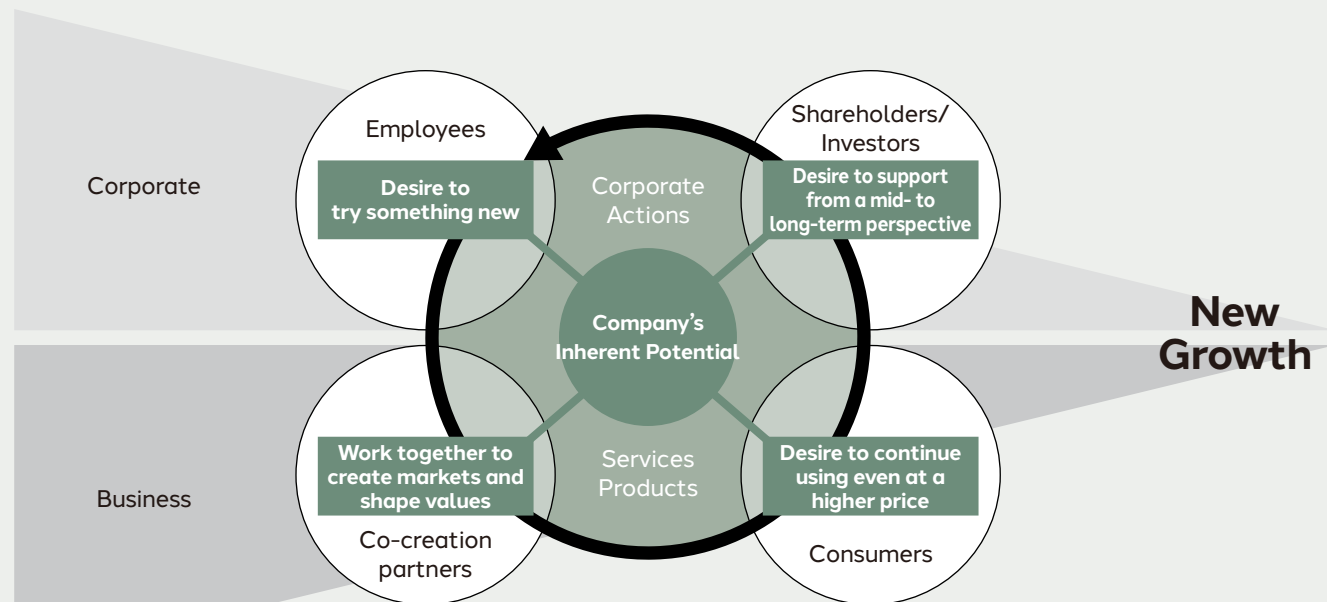 Corporate
Employees
Desire to
try something new
Corporate
Actions
Shareholders/
Investors
Desire to support
from a mid- to
long-term perspective
Company's
Inherent Potential
New
Growth
Business
Work together to
create markets and
shape values
Co-creation
partners
Services
Products
Desire to continue
using even at a
higher price
Consumers